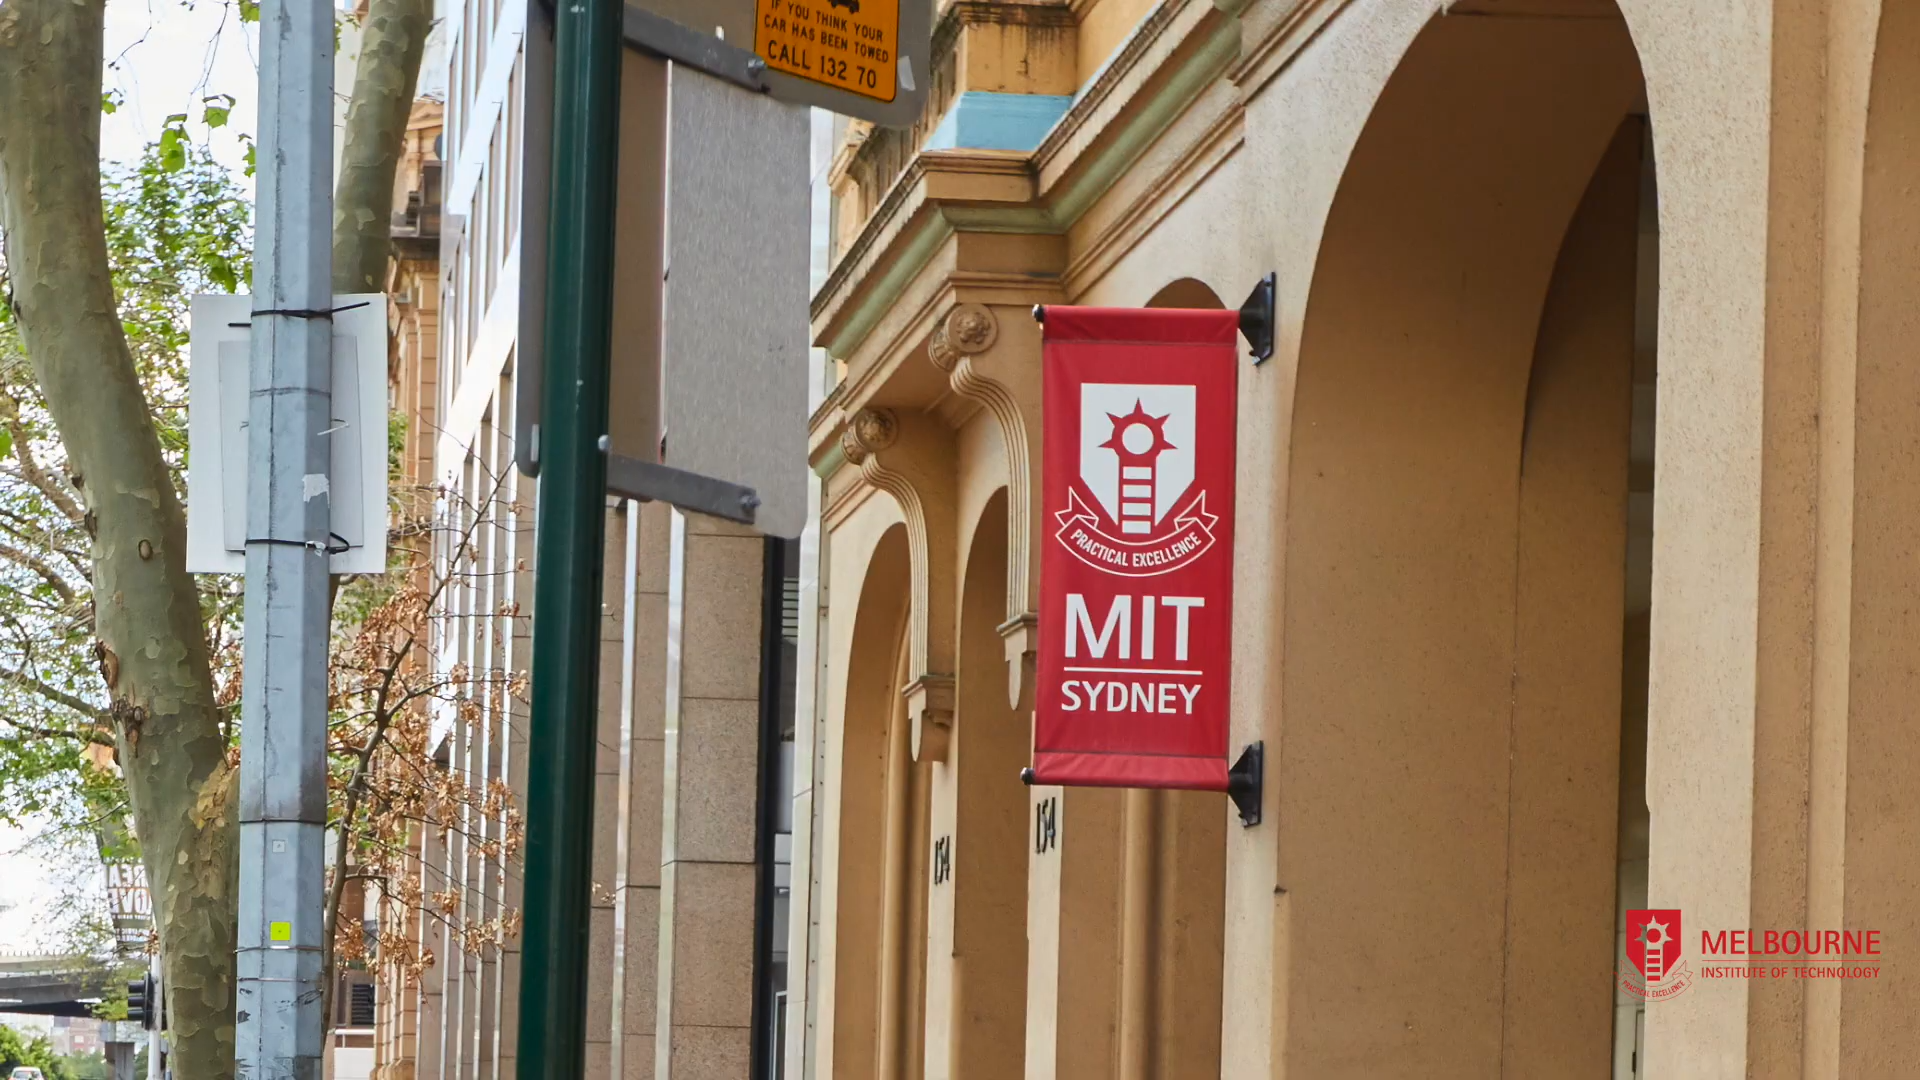 IF YOU THINK YOUR
CAR HAS BEEN TOWED
CALL 132 70
PRACTICAL EXCELLENCE
MIT
SYDNEY
154
154
MELBOURNE
INSTITUTE OF TECHNOLOGY
PRACTICAL EXCELLENCE